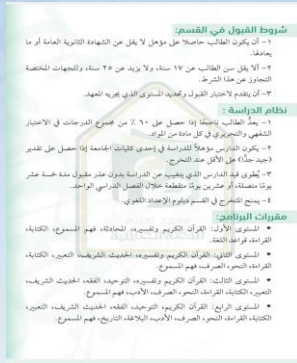 شروط القبول في القسم:
١- أن يكون الطالب حاصلا على مؤهل لا يقل عن الشهادة الثانوية العامة أو ما
يعادلها.
٢- ألا يقل سن الطالب عن ١٧ سنة، ولا يزيد عن ٢٥ سنة، وللجهات المختصة
التجاوز عن هذا الشرط.
٣- أن يتقدم لاختبار القبول وتحديد المستوى الذي يجريه المعهد.
نظام الدراسة :
١- يعدُّ الطالب ناجحًا إذا حصل على ٦٠ ٪ من مجموع الدرجات في الاختبار
الشفهي والتحريري في كل مادة من المواد.
٢- يكون الدارس مؤهلاً للدراسة في إحدى كليات الجامعة إذا حصل على تقدير
(جيد جدًّا) على الأقل عند التخرج.
٣- يُطوى قيد الدارس الذي يتغيب عن الدراسة بدون عذر مقبول مدة خمسة عشر
يومًا متصلة، أو عشرين يومًا متقطعة خلال الفصل الدراسي الواحد.
٤- يمنح المتخرج في القسم دبلوم الإعداد اللغوي.
مقررات البرنامج:
• المستوى الأول: القرآن الكريم وتفسيره، المحادثة، فهم المسموع، الكتابة،
القراءة، قواعد اللغة.
• المستوى الثاني: القرآن الكريم وتفسيره، الحديث الشريف، التعبير، الكتابة،
القراءة، النحو، الصرف، فهم المسموع.
• المستوى الثالث: القرآن الكريم وتفسيره، التوحيد، الفقه، الحديث الشريف،
التعبير، الكتابة، القراءة، النحو، الصرف، الأدب، فهم المسموع.
• المستوى الرابع: القرآن الكريم، التوحيد، الفقه، الحديث الشريف، التعبير،
الكتابة، القراءة، النحو، الصرف، الأدب، البلاغة، التاريخ، فهم المسموع.